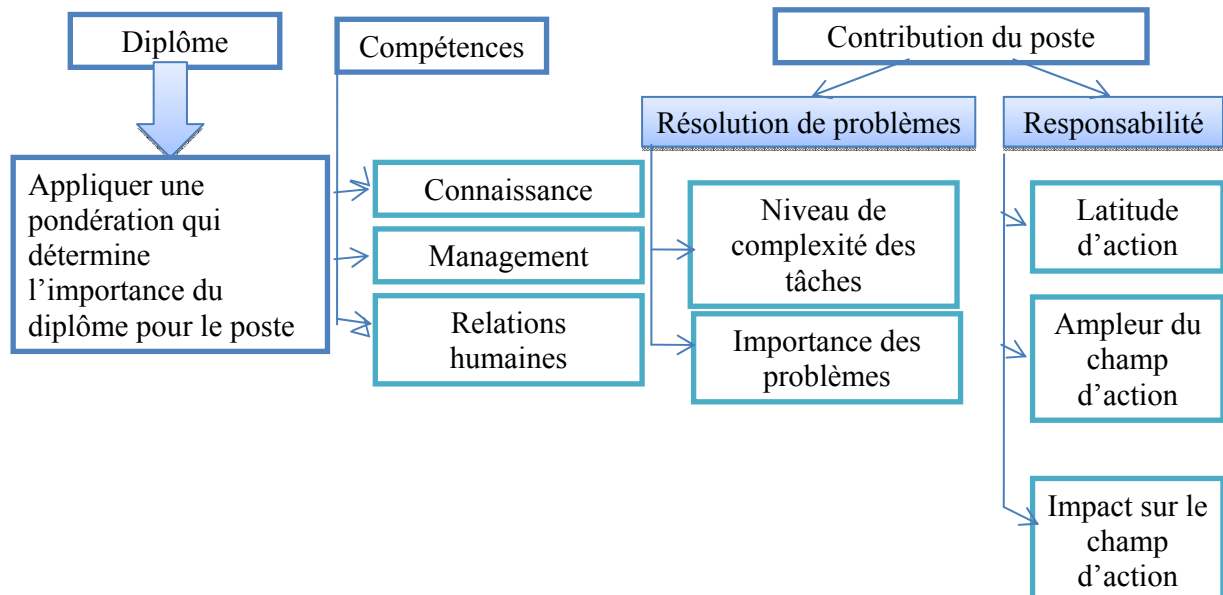 Diplôme
Compétences
Contribution du poste
Résolution de problèmes
Responsabilité
Appliquer une
pondération qui
détermine
l’importance du
diplôme pour le poste
Connaissance
Management
Relations
humaines
Niveau de
complexité des
tâches
Importance des
problèmes
Latitude
d’action
Ampleur du
champ
d’action
Impact sur le
champ
d’action